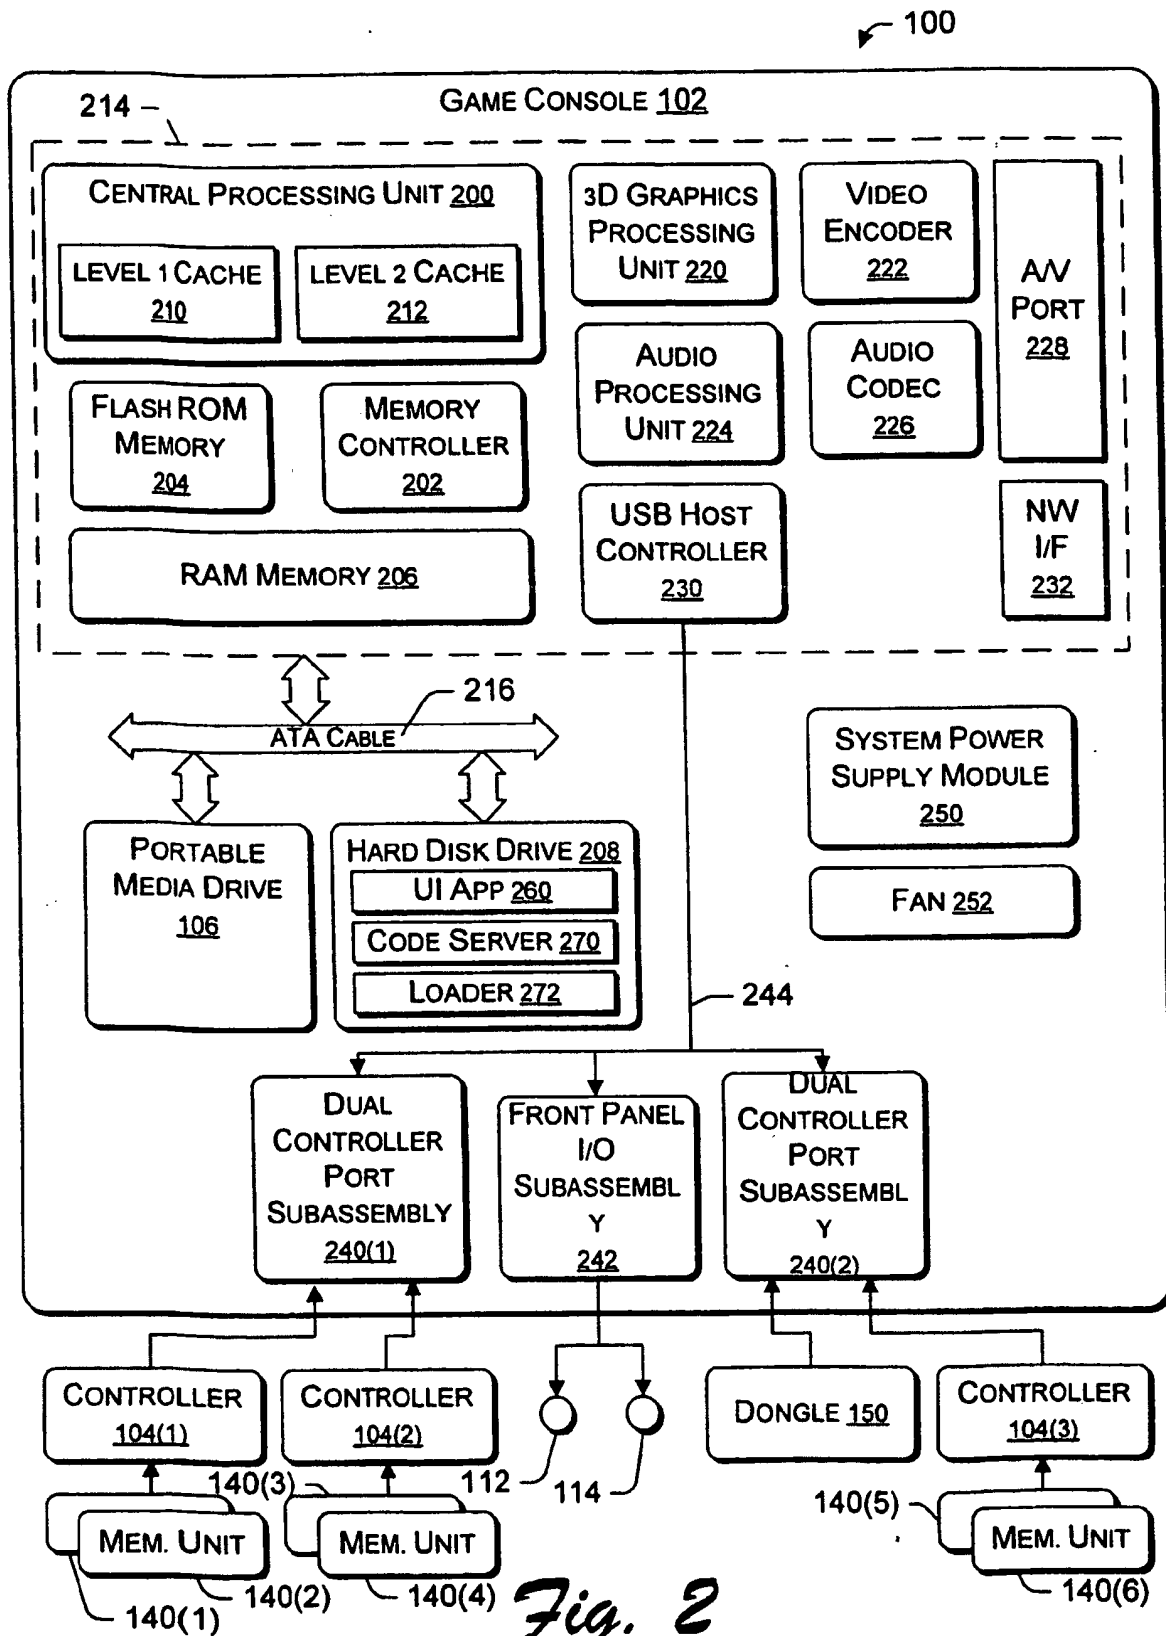 100
GAME CONSOLE 102
214
CENTRAL PROCESSING UNIT 200
LEVEL 1 CACHE
210
LEVEL 2 CACHE
212
3D GRAPHICS
PROCESSING
UNIT 220
VIDEO
ENCODER
222
A/V
PORT
228
AUDIO
PROCESSING
UNIT 224
AUDIO
CODEC
226
FLASH ROM
MEMORY
204
MEMORY
CONTROLLER
202
USB HOST
CONTROLLER
230
NW
I/F
232
RAM MEMORY 206
216
ATA CABLE
SYSTEM POWER
SUPPLY MODULE
250
PORTABLE
MEDIA DRIVE
106
HARD DISK DRIVE 208
UI APP 260
CODE SERVER 270
LOADER 272
FAN 252
244
DUAL
CONTROLLER
PORT
SUBASSEMBLY
240(1)
FRONT PANEL
I/O
SUBASSEMBL
Y
242
DUAL
CONTROLLER
PORT
SUBASSEMBL
Y
240(2)
CONTROLLER
104(1)
CONTROLLER
104(2)
112
114
DONGLE 150
CONTROLLER
104(3)
140(3)
140(5)
MEM. UNIT
MEM. UNIT
MEM. UNIT
140(1)
140(2)
140(4)
140(6)
Fig. 2